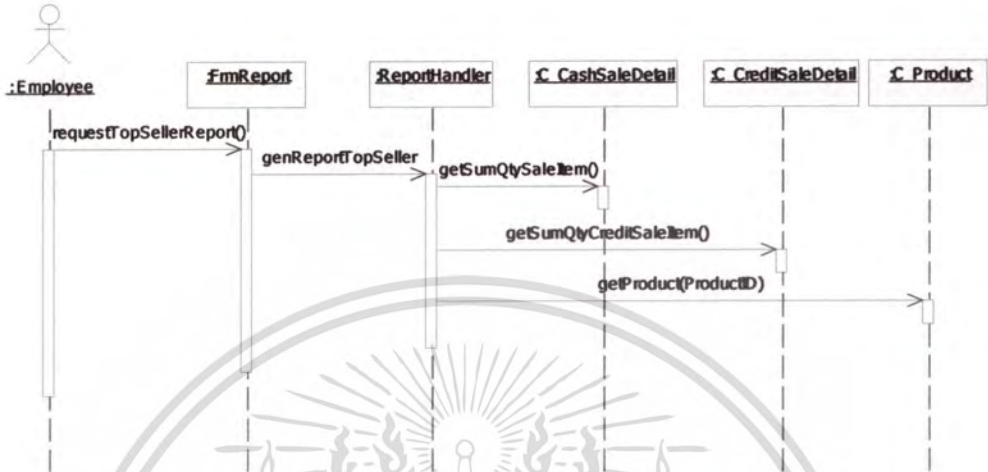 :Employee
:FrmReport
:ReportHandler
:C_CashSaleDetail
:C_CreditSaleDetail
:C_Product
requestTopSellerReport()
genReportTopSeller
getSumQtySaleItem()
getSumQtyCreditSaleItem()
getProduct(ProductID)